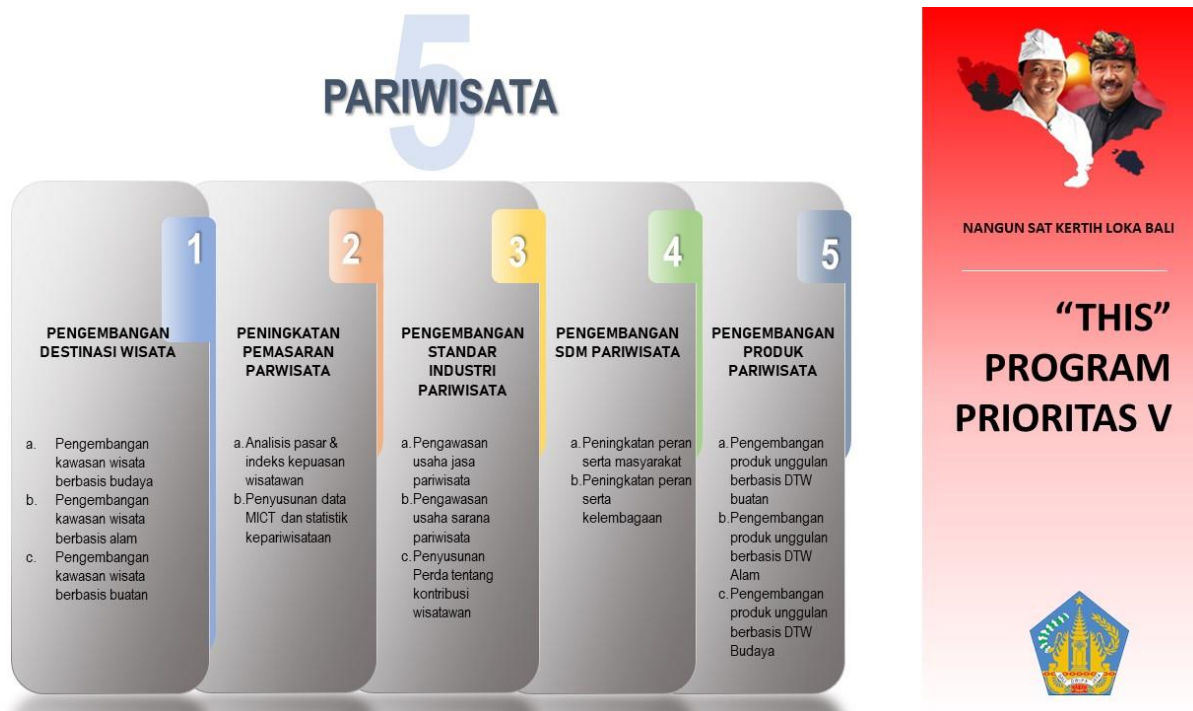 5
PARIWISATA
1
PENGEMBANGAN
DESTINASI WISATA
a. Pengembangan
kawasan wisata
berbasis budaya
b. Pengembangan
kawasan wisata
berbasis alam
c. Pengembangan
kawasan wisata
berbasis buatan
2
PENINGKATAN
PEMASARAN
PARWISATA
a. Analisis pasar &
indeks kepuasan
wisatawan
b. Penyusunan data
MICT dan statistik
kepariwisataan
3
PENGEMBANGAN
STANDAR
INDUSTRI
PARIWISATA
a. Pengawasan
usaha jasa
pariwisata
b. Pengawasan
usaha sarana
pariwisata
c. Penyusunan
Perda tentang
kontribusi
wisatawan
4
PENGEMBANGAN
SDM PARIWISATA
a. Peningkatan peran
serta masyarakat
b. Peningkatan peran
serta
kelembagaan
5
PENGEMBANGAN
PRODUK
PARIWISATA
a. Pengembangan
produk unggulan
berbasis DTW
buatan
b. Pengembangan
produk unggulan
berbasis DTW
Alam
c. Pengembangan
produk unggulan
berbasis DTW
Budaya
NANGUN SAT KERTIH LOKA BALI
“THIS”
PROGRAM
PRIORITAS V